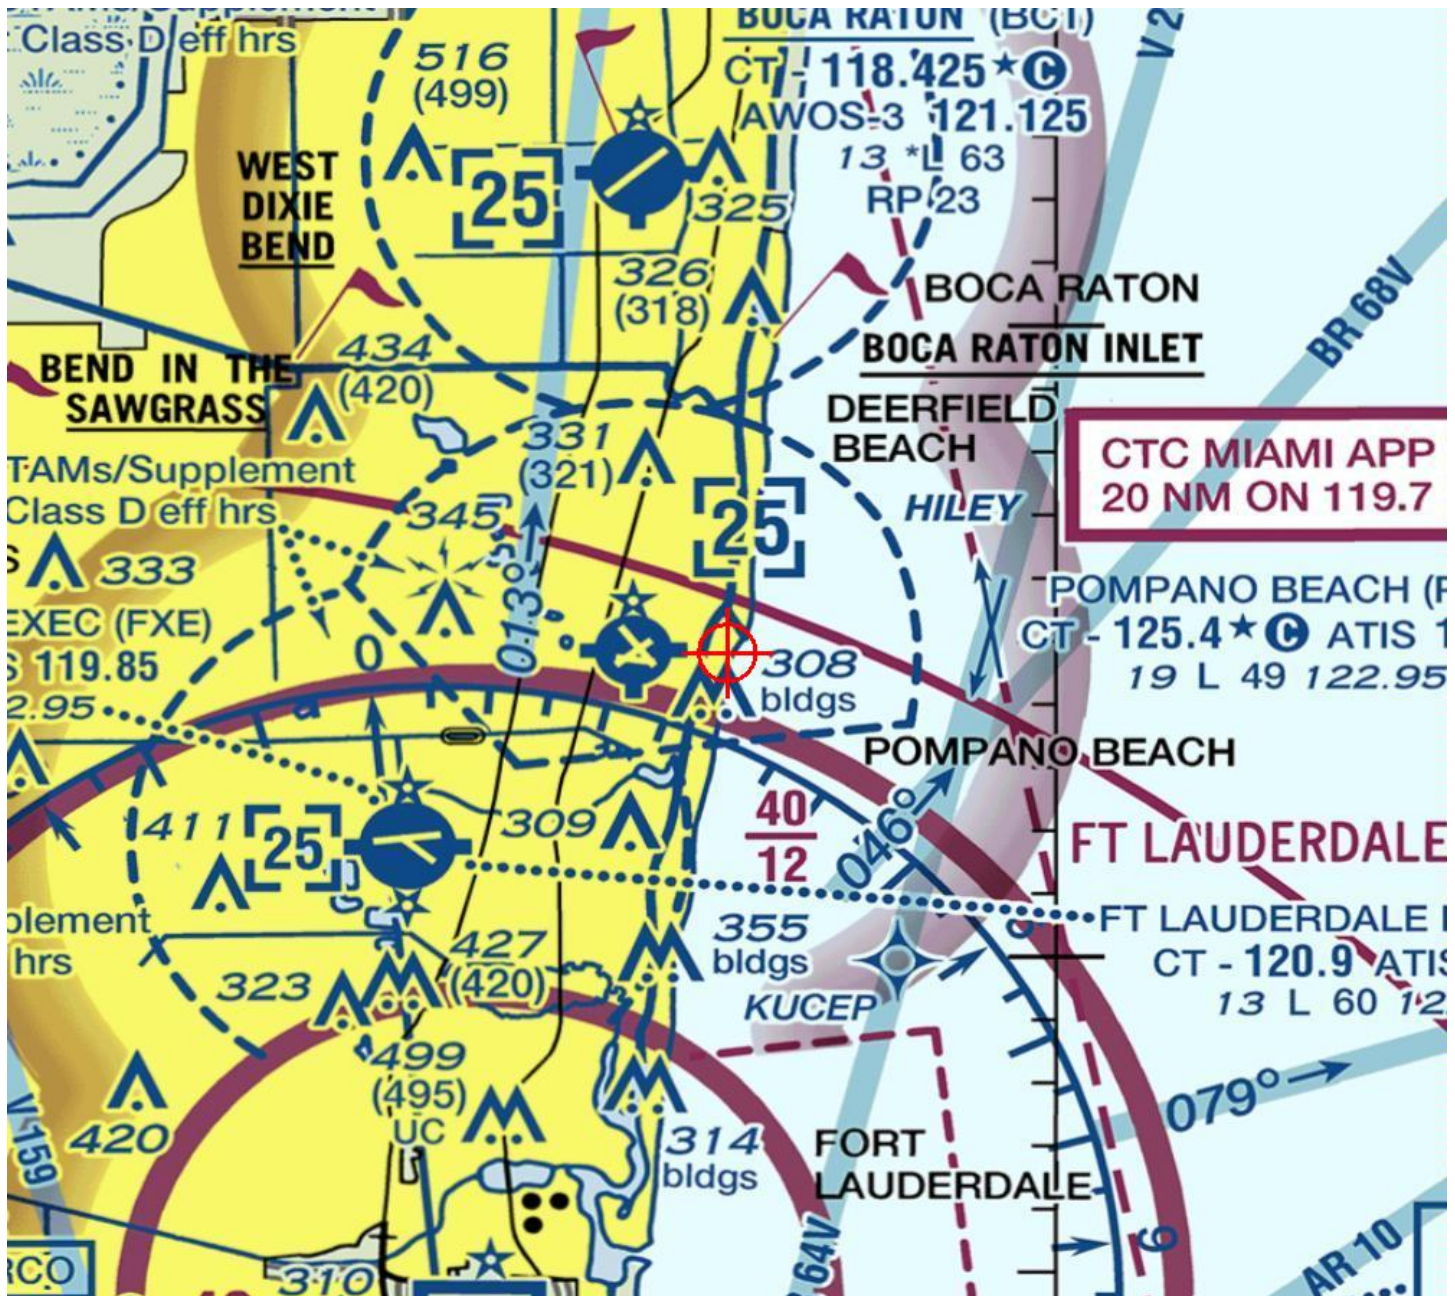 Class D eff hrs
516
(499)
BOCA RATON (BCT)
CT - 118.425 ★ C
AWOS-3 121.125
13 *L 63
RP 23
V 2
WEST
DIXIE
BEND
25
325
326
(318)
BOCA RATON
BOCA RATON INLET
BR 68V
BEND IN THE
SAWGRASS
434
(420)
DEERFIELD
BEACH
331
(321)
CTC MIAMI APP
20 NM ON 119.7
TAMs/Supplement
Class D eff hrs
345
25
HILEY
333
013°
POMPANO BEACH
CT - 125.4 ★ C ATIS 1
19 L 49 122.95
EXEC (FXE)
S 119.85
2.95
0
308
bldgs
POMPANO BEACH
411
25
309
40
12
046°
FT LAUDERDALE
plement
hrs
355
bldgs
FT LAUDERDALE
CT - 120.9 ATIS
13 L 60 12
427
(420)
323
KUCEP
499
(495)
UC
420
V 159
314
bldgs
FORT
LAUDERDALE
079°
64V
6
AR 10
RCO
310